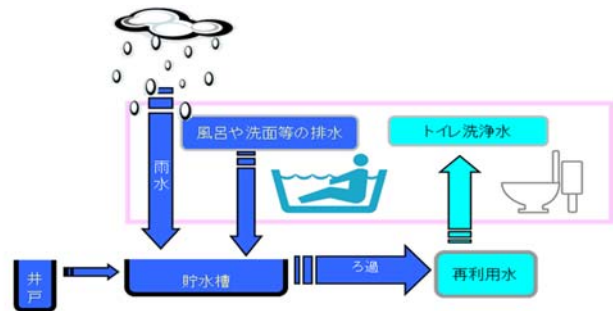 風呂や洗面等の排水
トイレ洗浄水
雨水
井戸
貯水槽
ろ過
再利用水